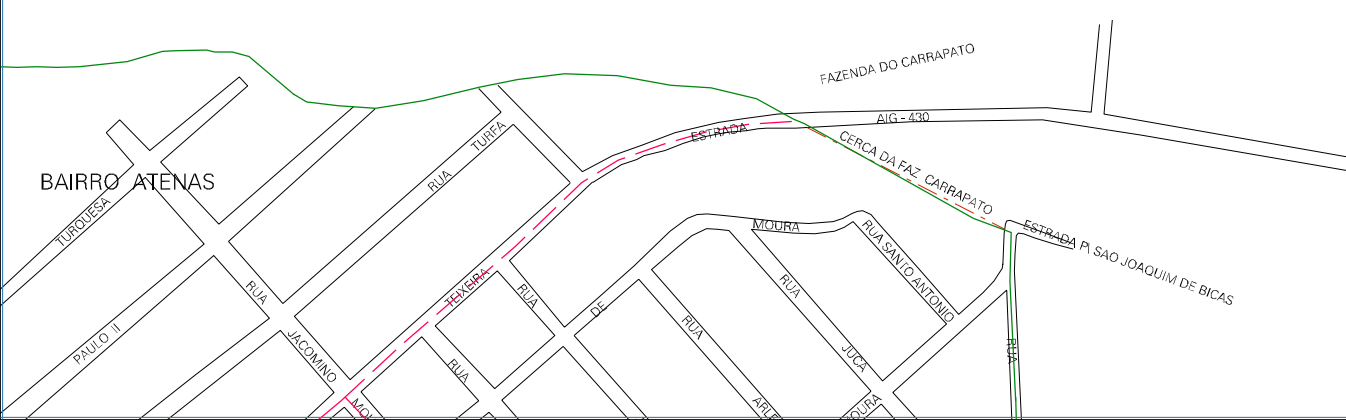 FAZENDA DO CARRAPATO
AIG - 430
ESTRADA
CERCA DA FAZ CARRAPATO
RUA TURFA
BAIRRO ATENAS
TURQUESA
MOURA
RUA SANTO ANTONIO
ESTRADA P\ SAO JOAQUIM DE BICAS
TEIXEIRA
RUA
RUA
DE
RUA JUCA
PAULO II
JACOMINO
RUA
RUA
RUA